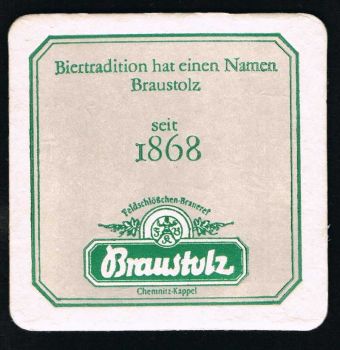 Biertradition hat einen Namen
Braustolz
seit
1868
Feldschlößchen-Brauerei
Braustolz
Chemnitz-Kappel